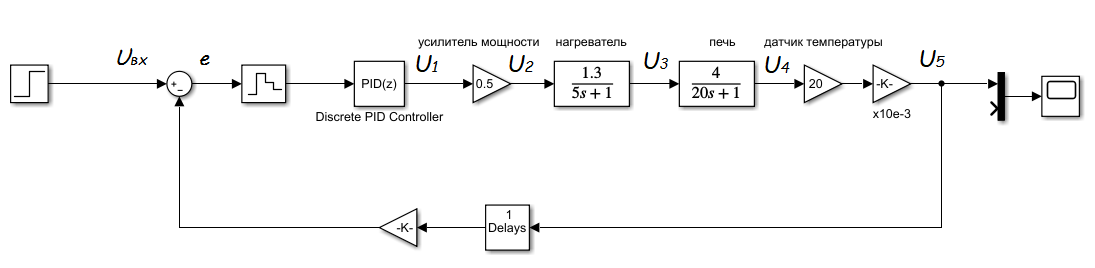 усилитель мощности нагреватель печь датчик температуры
Uвх e U1 U2 U3 U4 U5
+ − PID(z) 0.5 1.3 / 5s + 1 4 / 20s + 1 20 -K-
Discrete PID Controller x10e-3
-K- 1
Delays